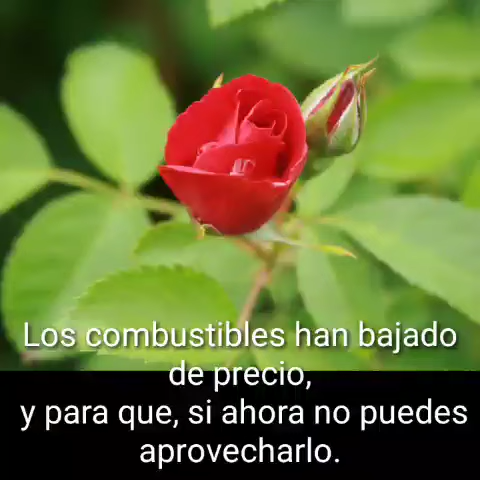 Los combustibles han bajado
de precio,
y para que, si ahora no puedes
aprovecharlo.